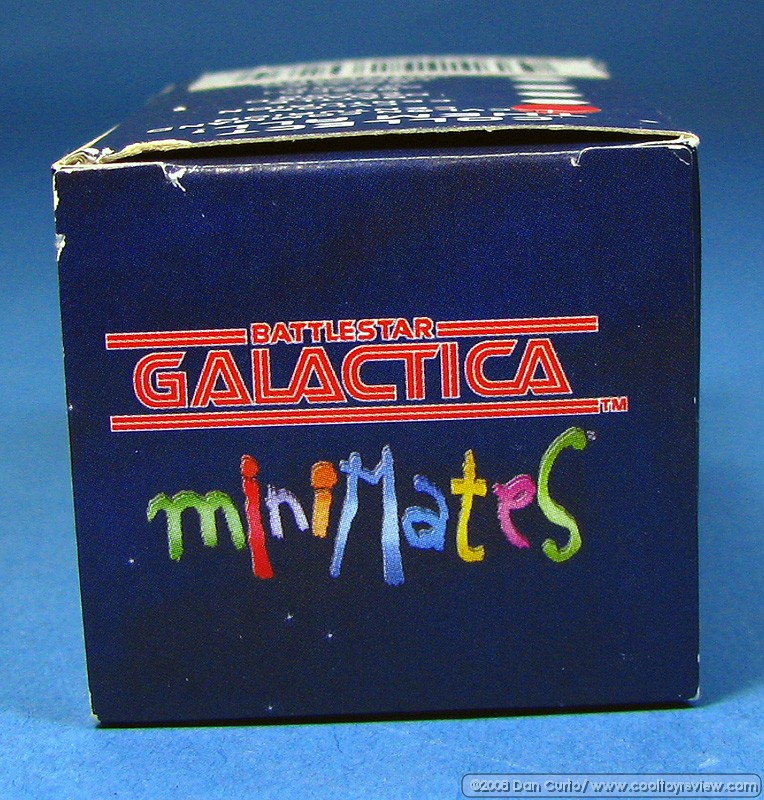 BATTLESTAR
GALACTICA TM
miniMates
©2006 Dan Curto/ www.cooltoyreview.com